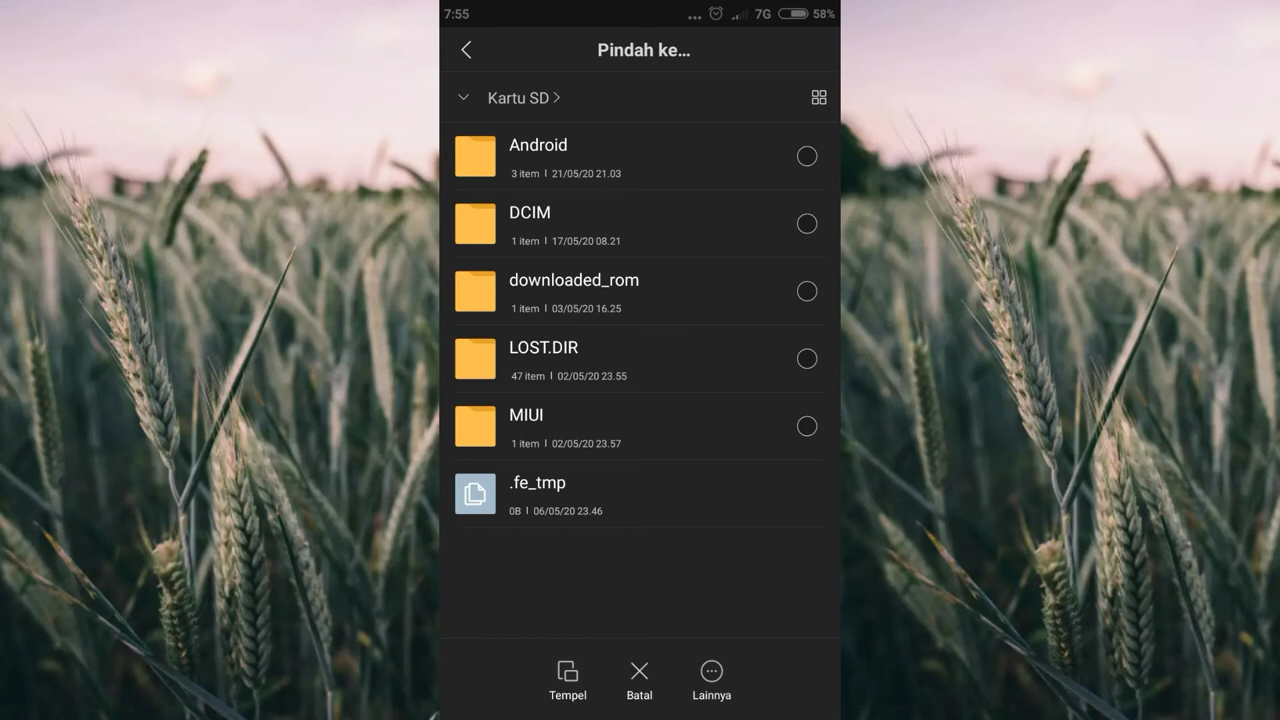 7:55 ... 7G 58%
Pindah ke...
Kartu SD >
Android
3 item | 21/05/20 21.03
DCIM
1 item | 17/05/20 08.21
downloaded_rom
1 item | 03/05/20 16.25
LOST.DIR
47 item | 02/05/20 23.55
MIUI
1 item | 02/05/20 23.57
.fe_tmp
0B | 06/05/20 23.46
Tempel Batal Lainnya